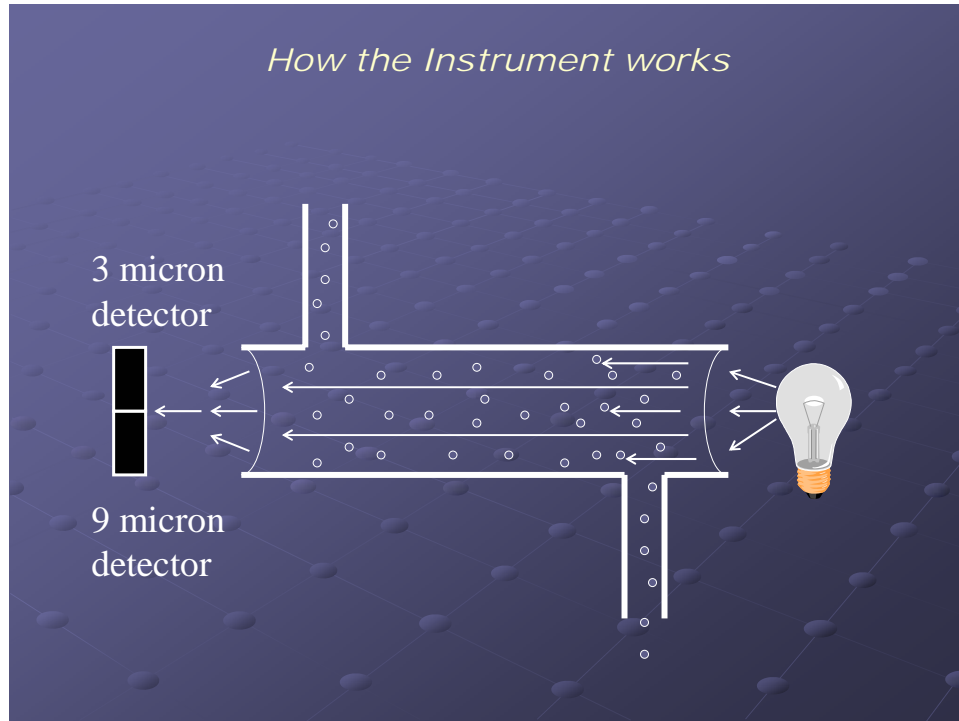 How the Instrument works
3 micron
detector
9 micron
detector